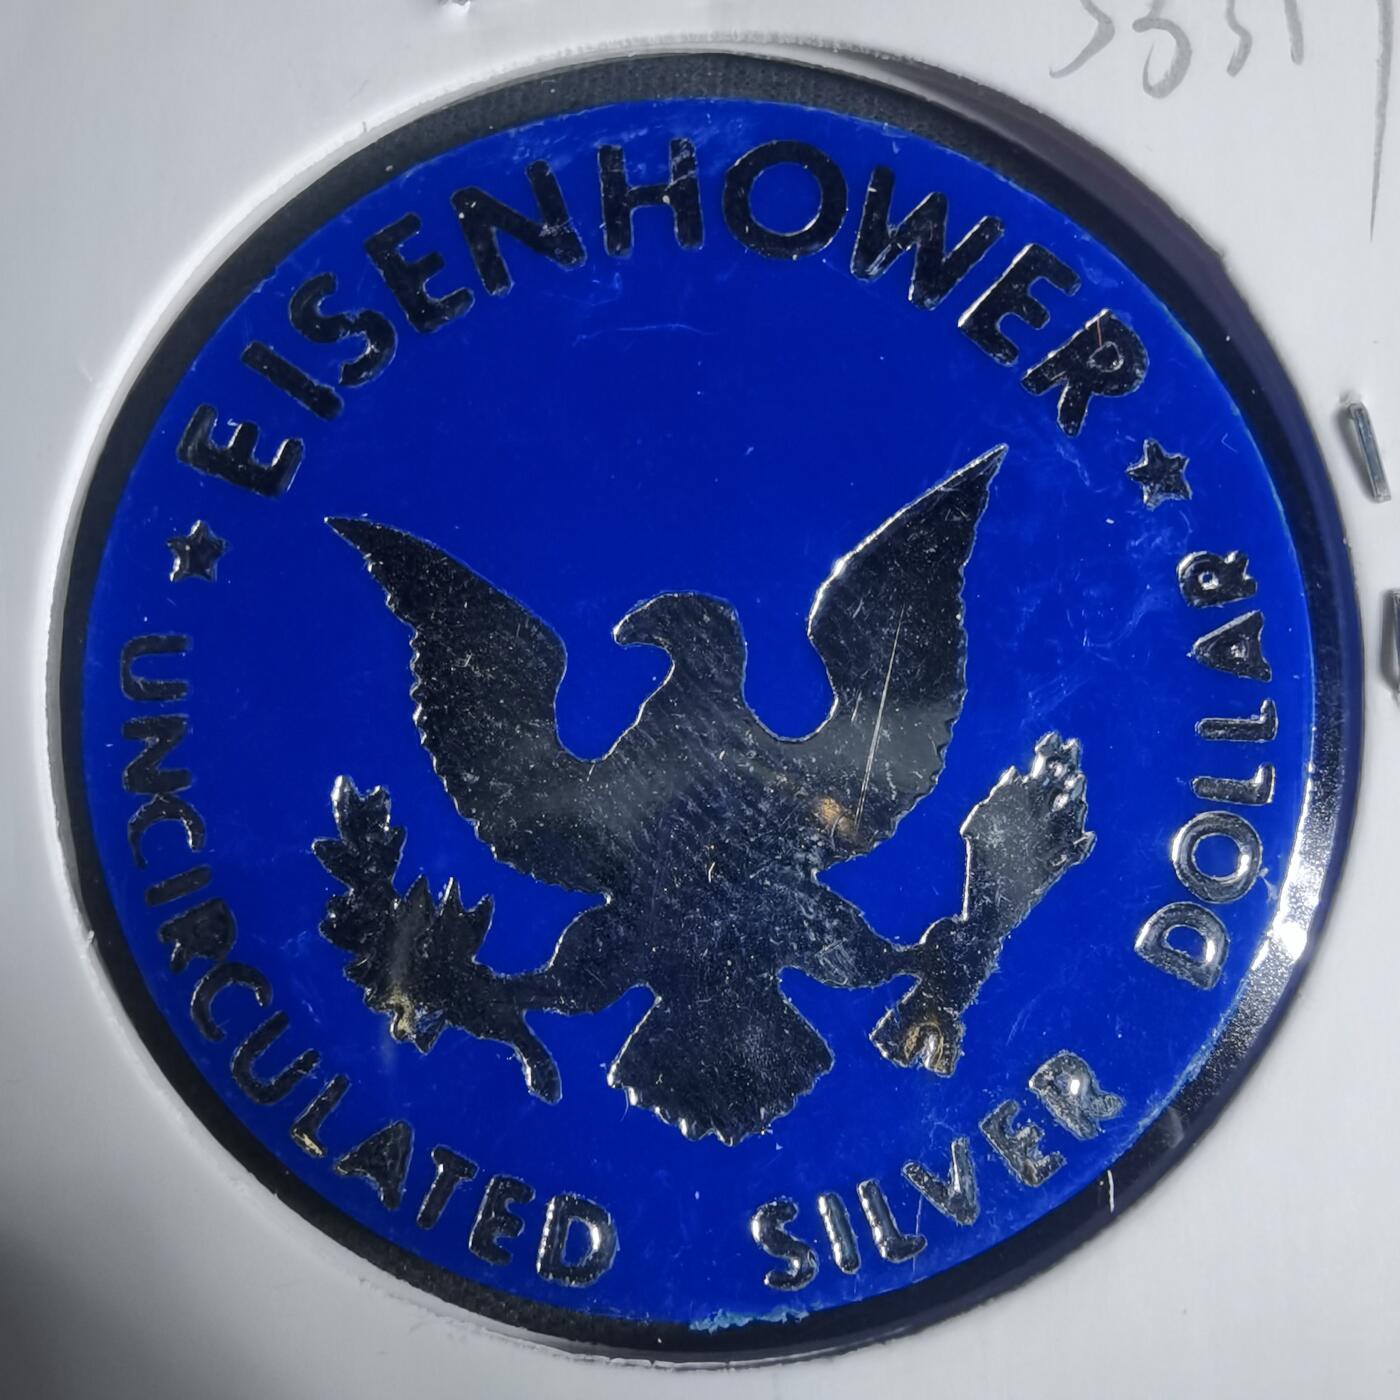 EISENHOWER
UNCIRCULATED SILVER DOLLAR